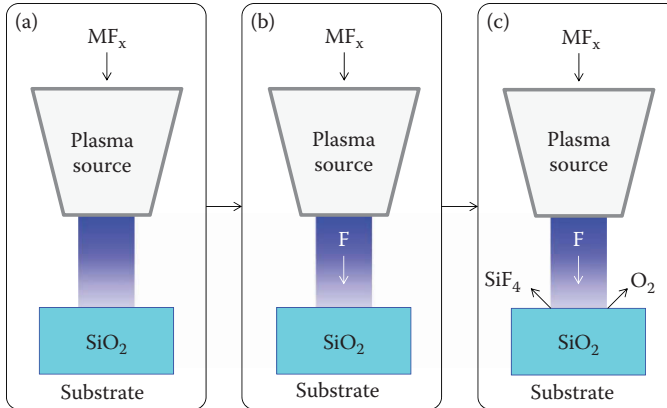 (a)
MFₓ
Plasma
source
SiO₂
Substrate
(b)
MFₓ
Plasma
source
F
SiO₂
Substrate
(c)
MFₓ
Plasma
source
F
SiF₄
O₂
SiO₂
Substrate